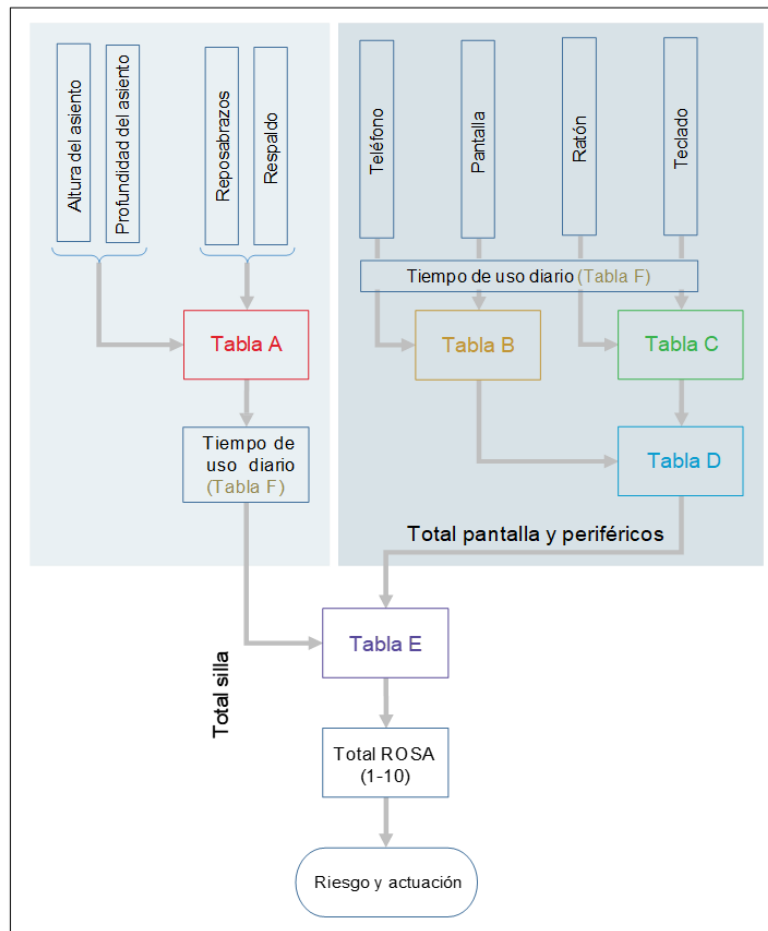 Altura del asiento
Profundidad del asiento
Reposabrazos
Respaldo
Teléfono
Pantalla
Ratón
Teclado
Tiempo de uso diario (Tabla F)
Tabla A
Tabla B
Tabla C
Tiempo de
uso diario
(Tabla F)
Tabla D
Total pantalla y periféricos
Total silla
Tabla E
Total ROSA
(1-10)
Riesgo y actuación